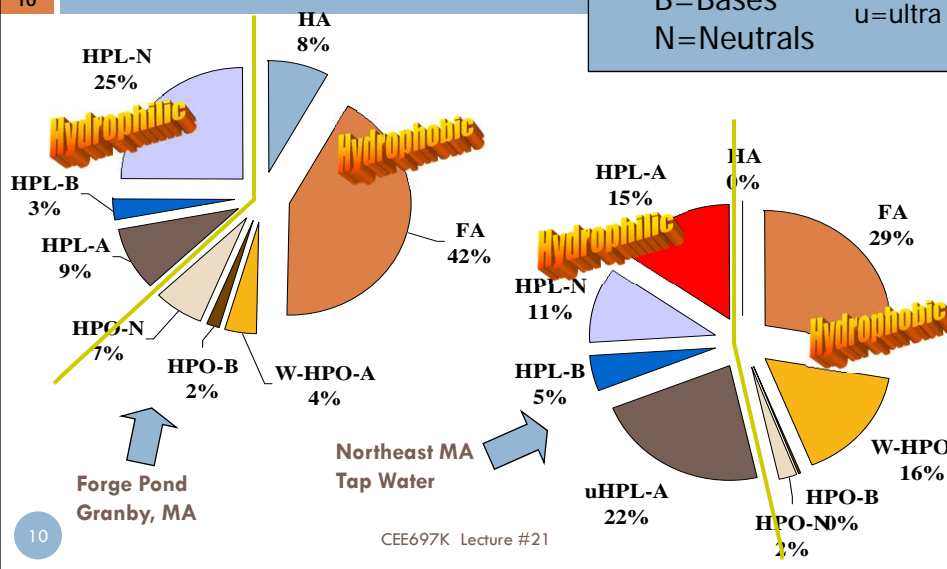 10
B=Bases
u=ultra
N=Neutrals
HA
8%
HPL-N
25%
Hydrophilic
Hydrophobic
HPL-B
3%
HPL-A
9%
FA
42%
HPO-N
7%
HPO-B
2%
W-HPO-A
4%
Forge Pond
Granby, MA
HA
0%
HPL-A
15%
FA
29%
Hydrophilic
Hydrophobic
HPL-N
11%
HPL-B
5%
W-HPO
16%
uHPL-A
22%
HPO-B
0%
HPO-N
2%
Northeast MA
Tap Water
10
CEE697K Lecture #21